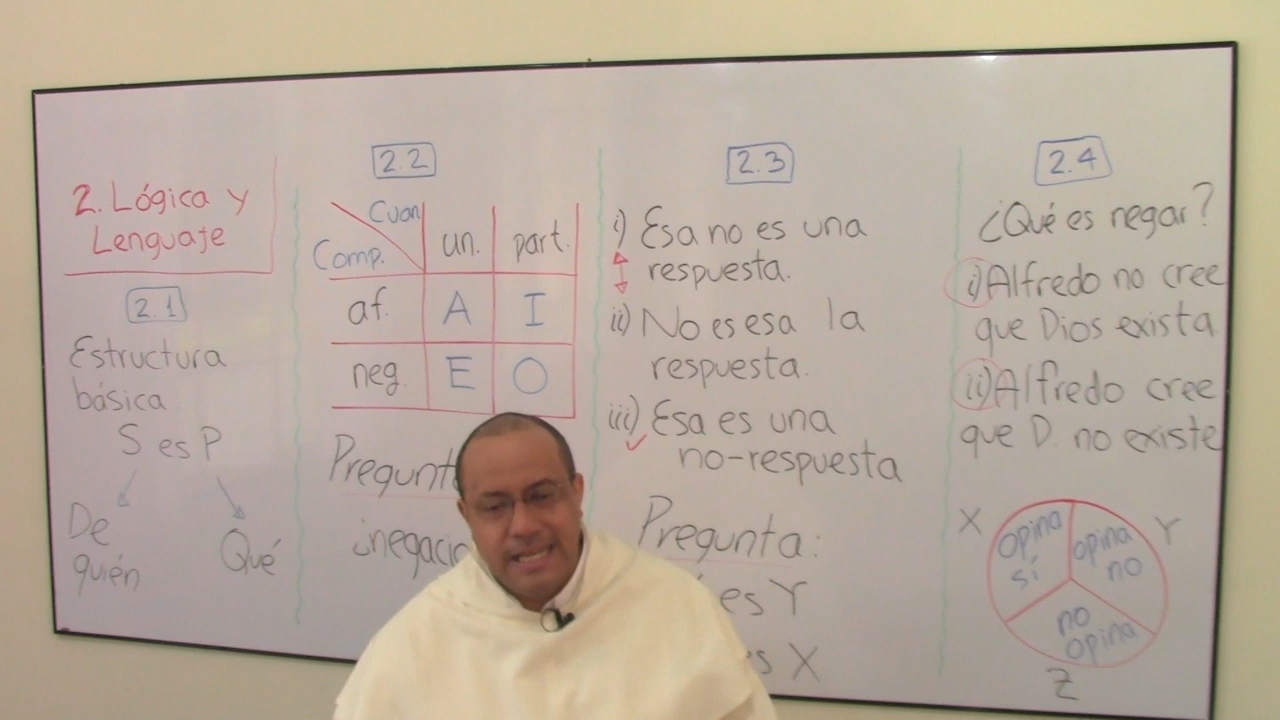 2. Lógica y
Lenguaje
2.1
Estructura
básica
S es P
De
quién
Qué
2.2
Cuan
Comp.
un.
part.
af.
A
I
neg.
E
O
2.3
i) Esa no es una
respuesta.
ii) No es esa la
respuesta.
iii) Esa es una
no-respuesta
Pregunta:
es Y
X
2.4
¿Qué es negar?
i) Alfredo no cree
que Dios exista
ii) Alfredo cree
que D. no existe
X
opina
sí
opina
no
Y
no
opina
Z